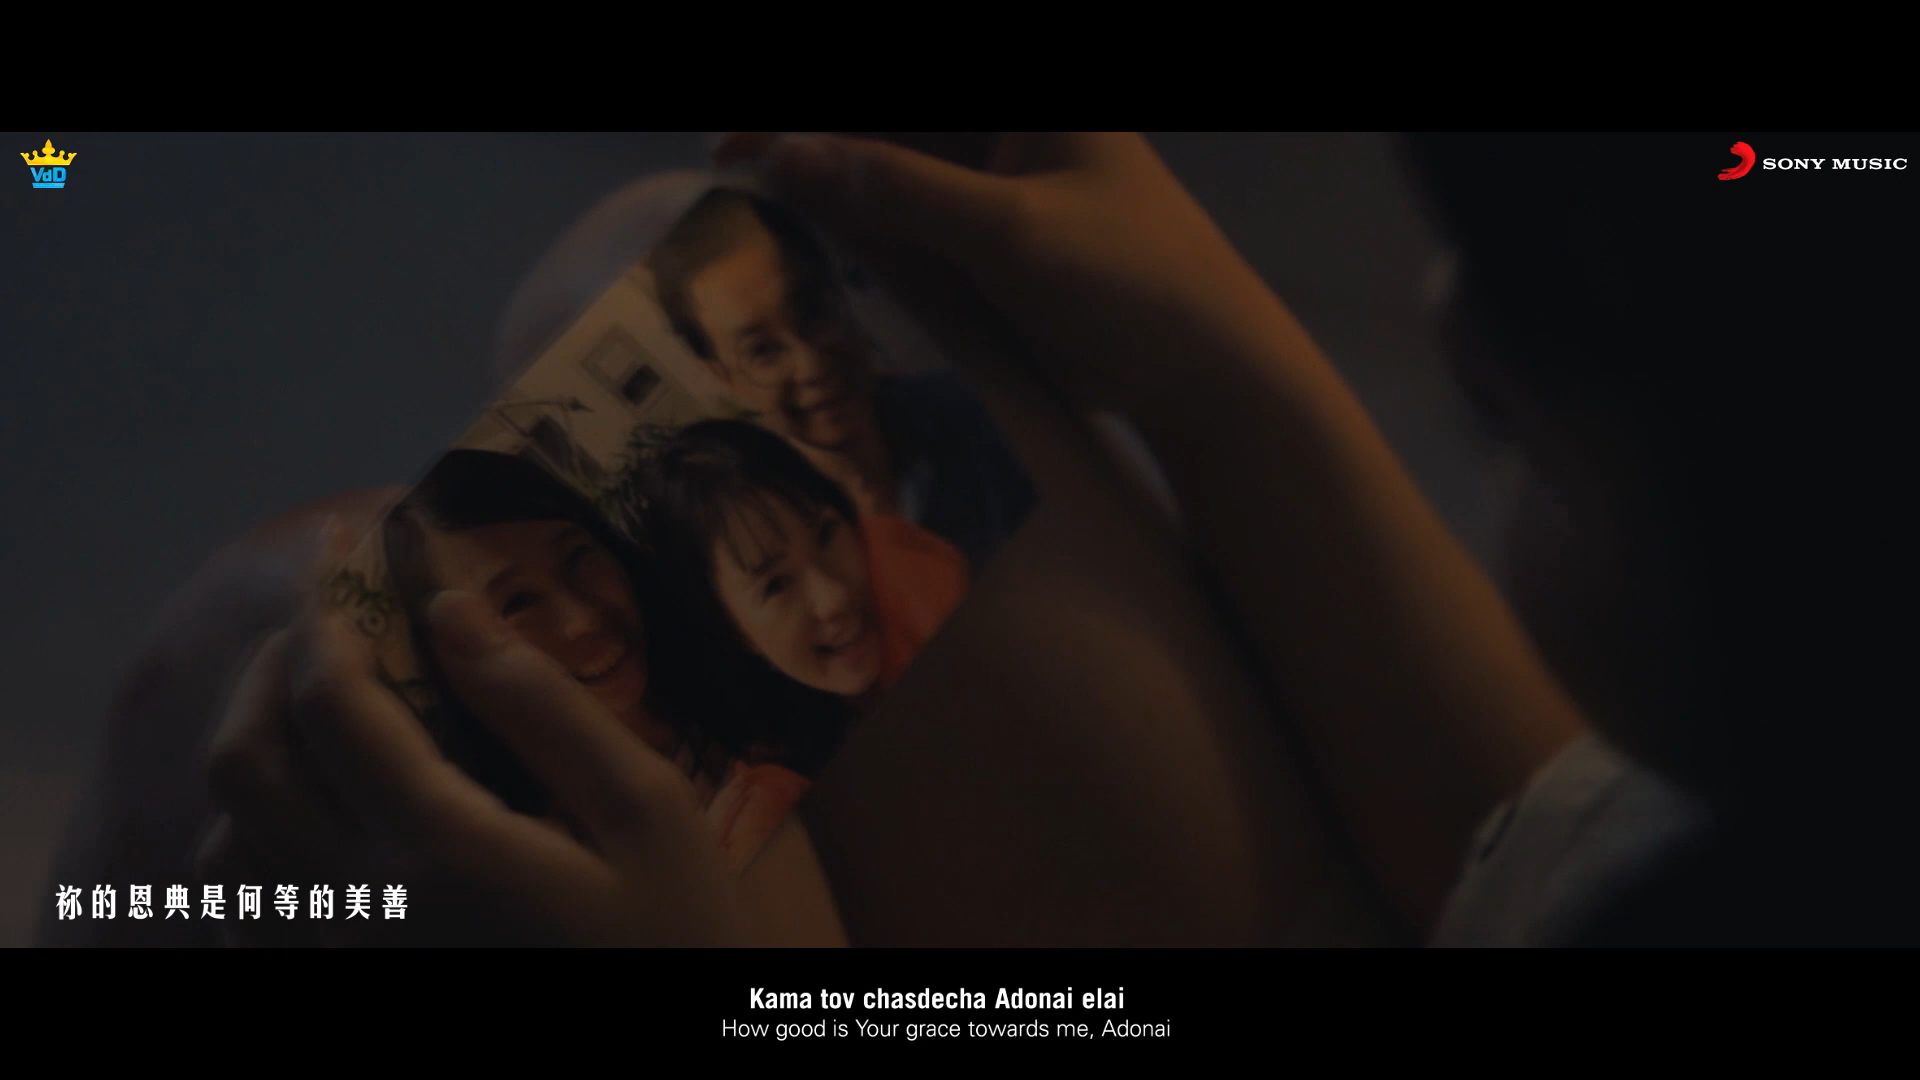 VdD
SONY MUSIC
祢的恩典是何等的美善
Kama tov chasdecha Adonai elai
How good is Your grace towards me, Adonai